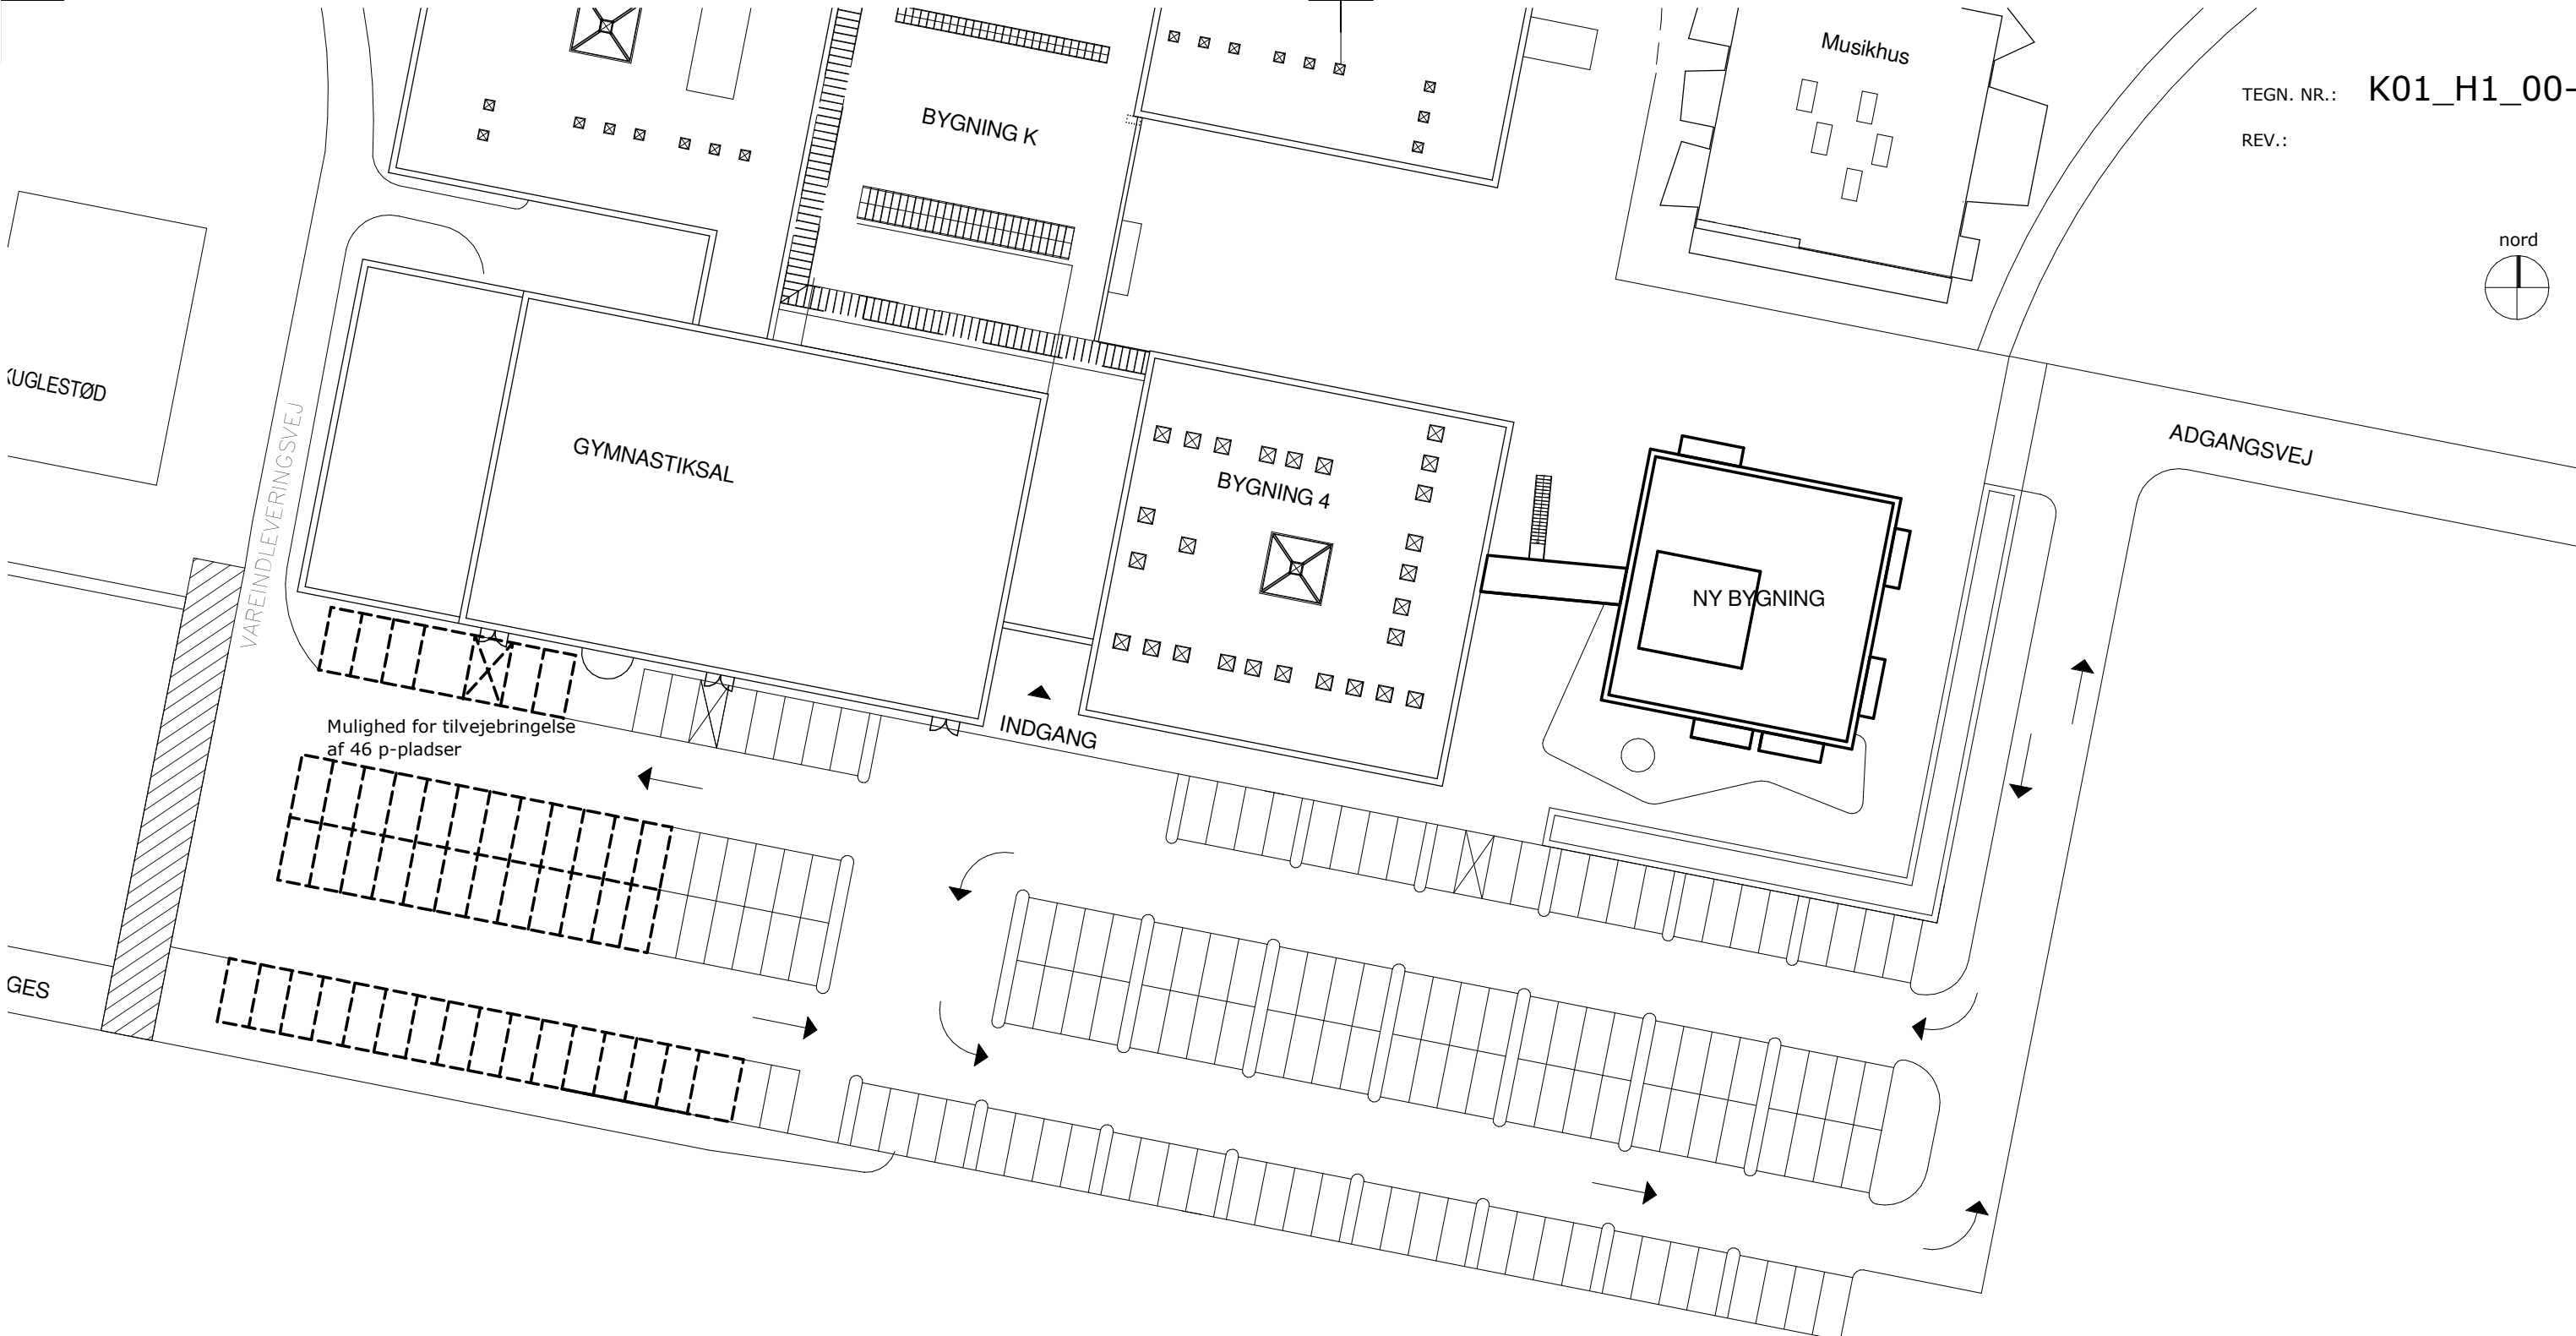 Musikhus
TEGN. NR.: K01_H1_00-
REV.:
BYGNING K
nord
KUGLESTØD
VAREINDLEVERINGSVEJ
GYMNASTIKSAL
BYGNING 4
ADGANGSVEJ
NY BYGNING
INDGANG
Mulighed for tilvejebringelse
af 46 p-pladser
GES